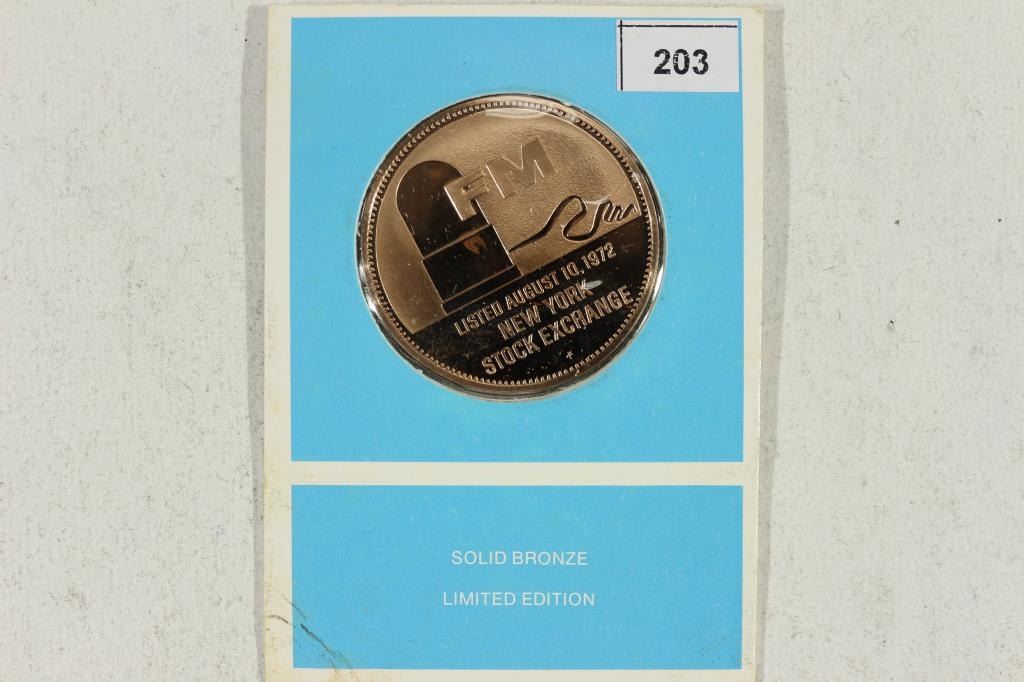 203
FM
LISTED AUGUST 10, 1972
NEW YORK
STOCK EXCHANGE
SOLID BRONZE
LIMITED EDITION